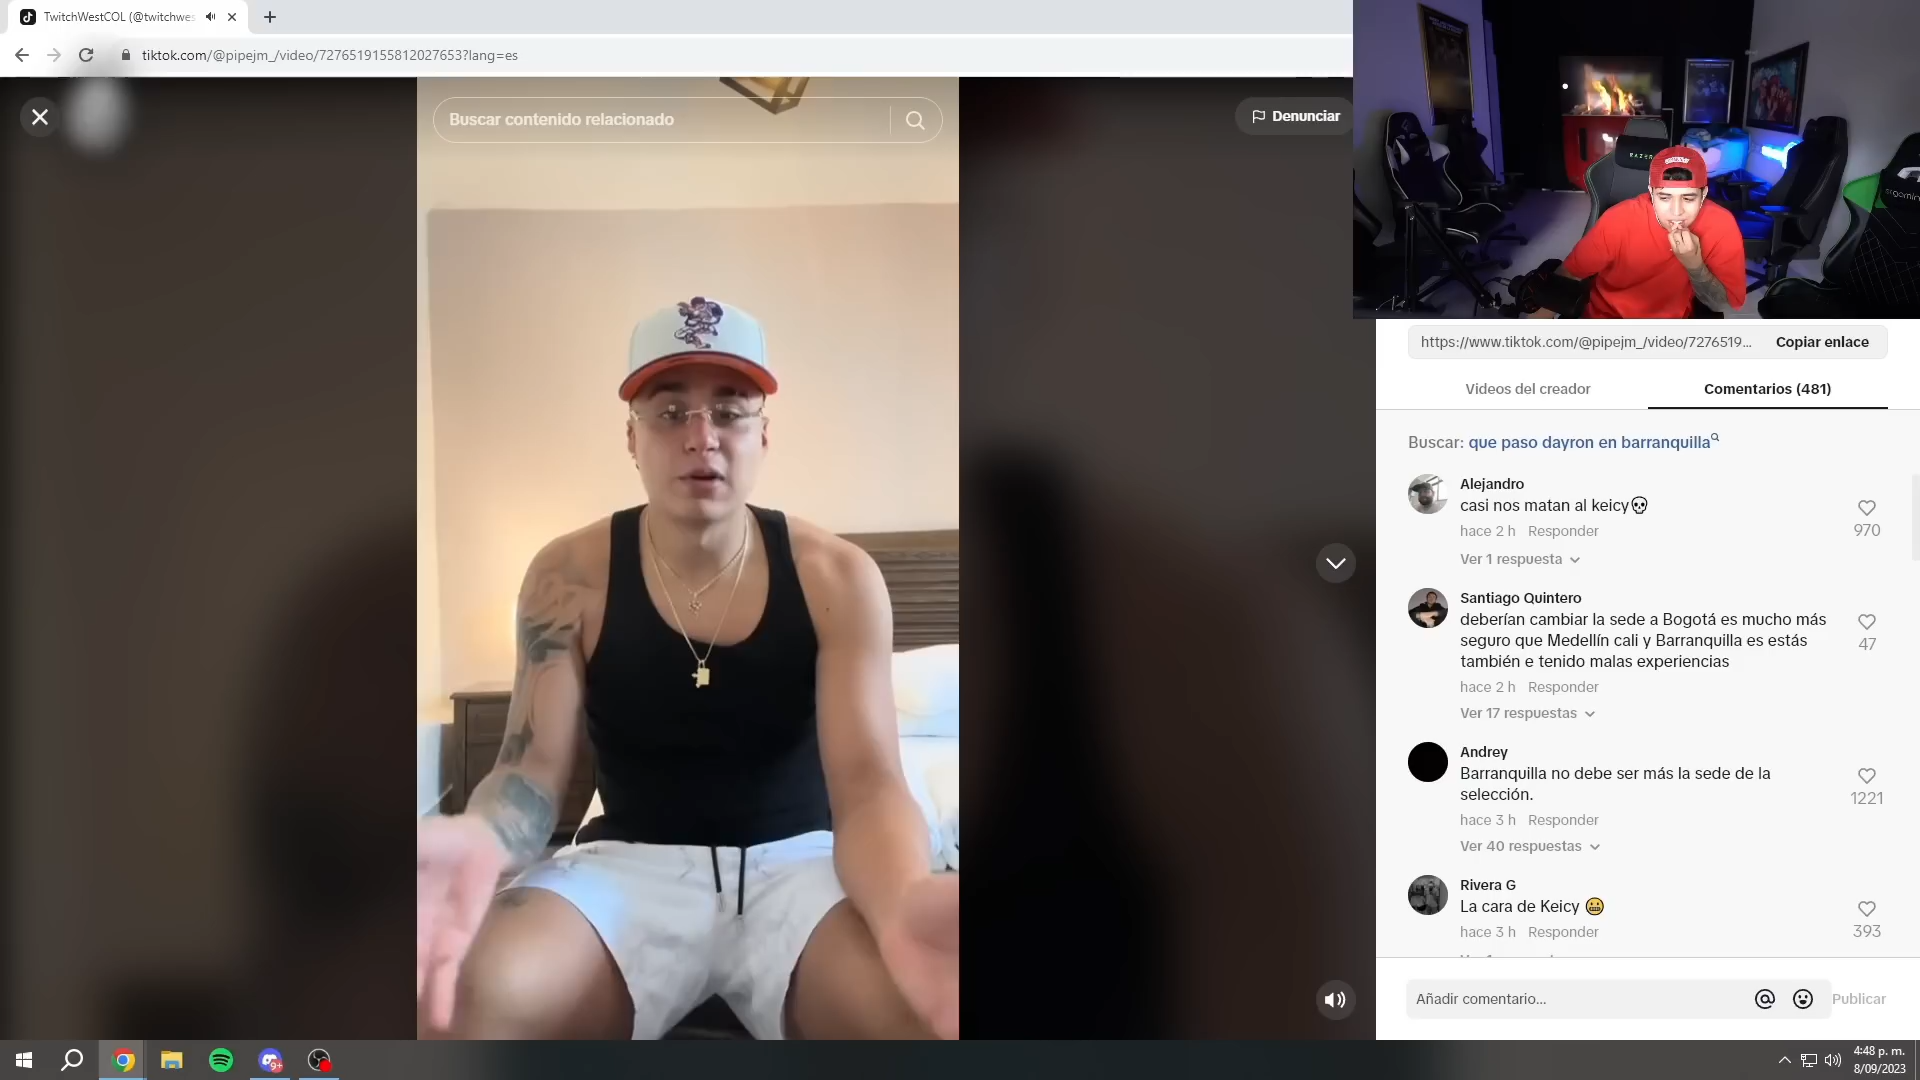 TwitchWestCOL (@twitchwes
tiktok.com/@pipejm_/video/7276519155812027653?lang=es
Buscar contenido relacionado
Denunciar
RAZER
https://www.tiktok.com/@pipejm_/video/7276519...
Copiar enlace
Videos del creador
Comentarios (481)
Buscar: que paso dayron en barranquilla
Alejandro
casi nos matan al keicy💀
970
hace 2 h Responder
Ver 1 respuesta
Santiago Quintero
deberían cambiar la sede a Bogotá es mucho más
seguro que Medellín cali y Barranquilla es estás
también e tenido malas experiencias
47
hace 2 h Responder
Ver 17 respuestas
Andrey
Barranquilla no debe ser más la sede de la
selección.
1221
hace 3 h Responder
Ver 40 respuestas
Rivera G
La cara de Keicy 😬
393
hace 3 h Responder
Añadir comentario...
Publicar
9+
4:48 p. m.
8/09/2023